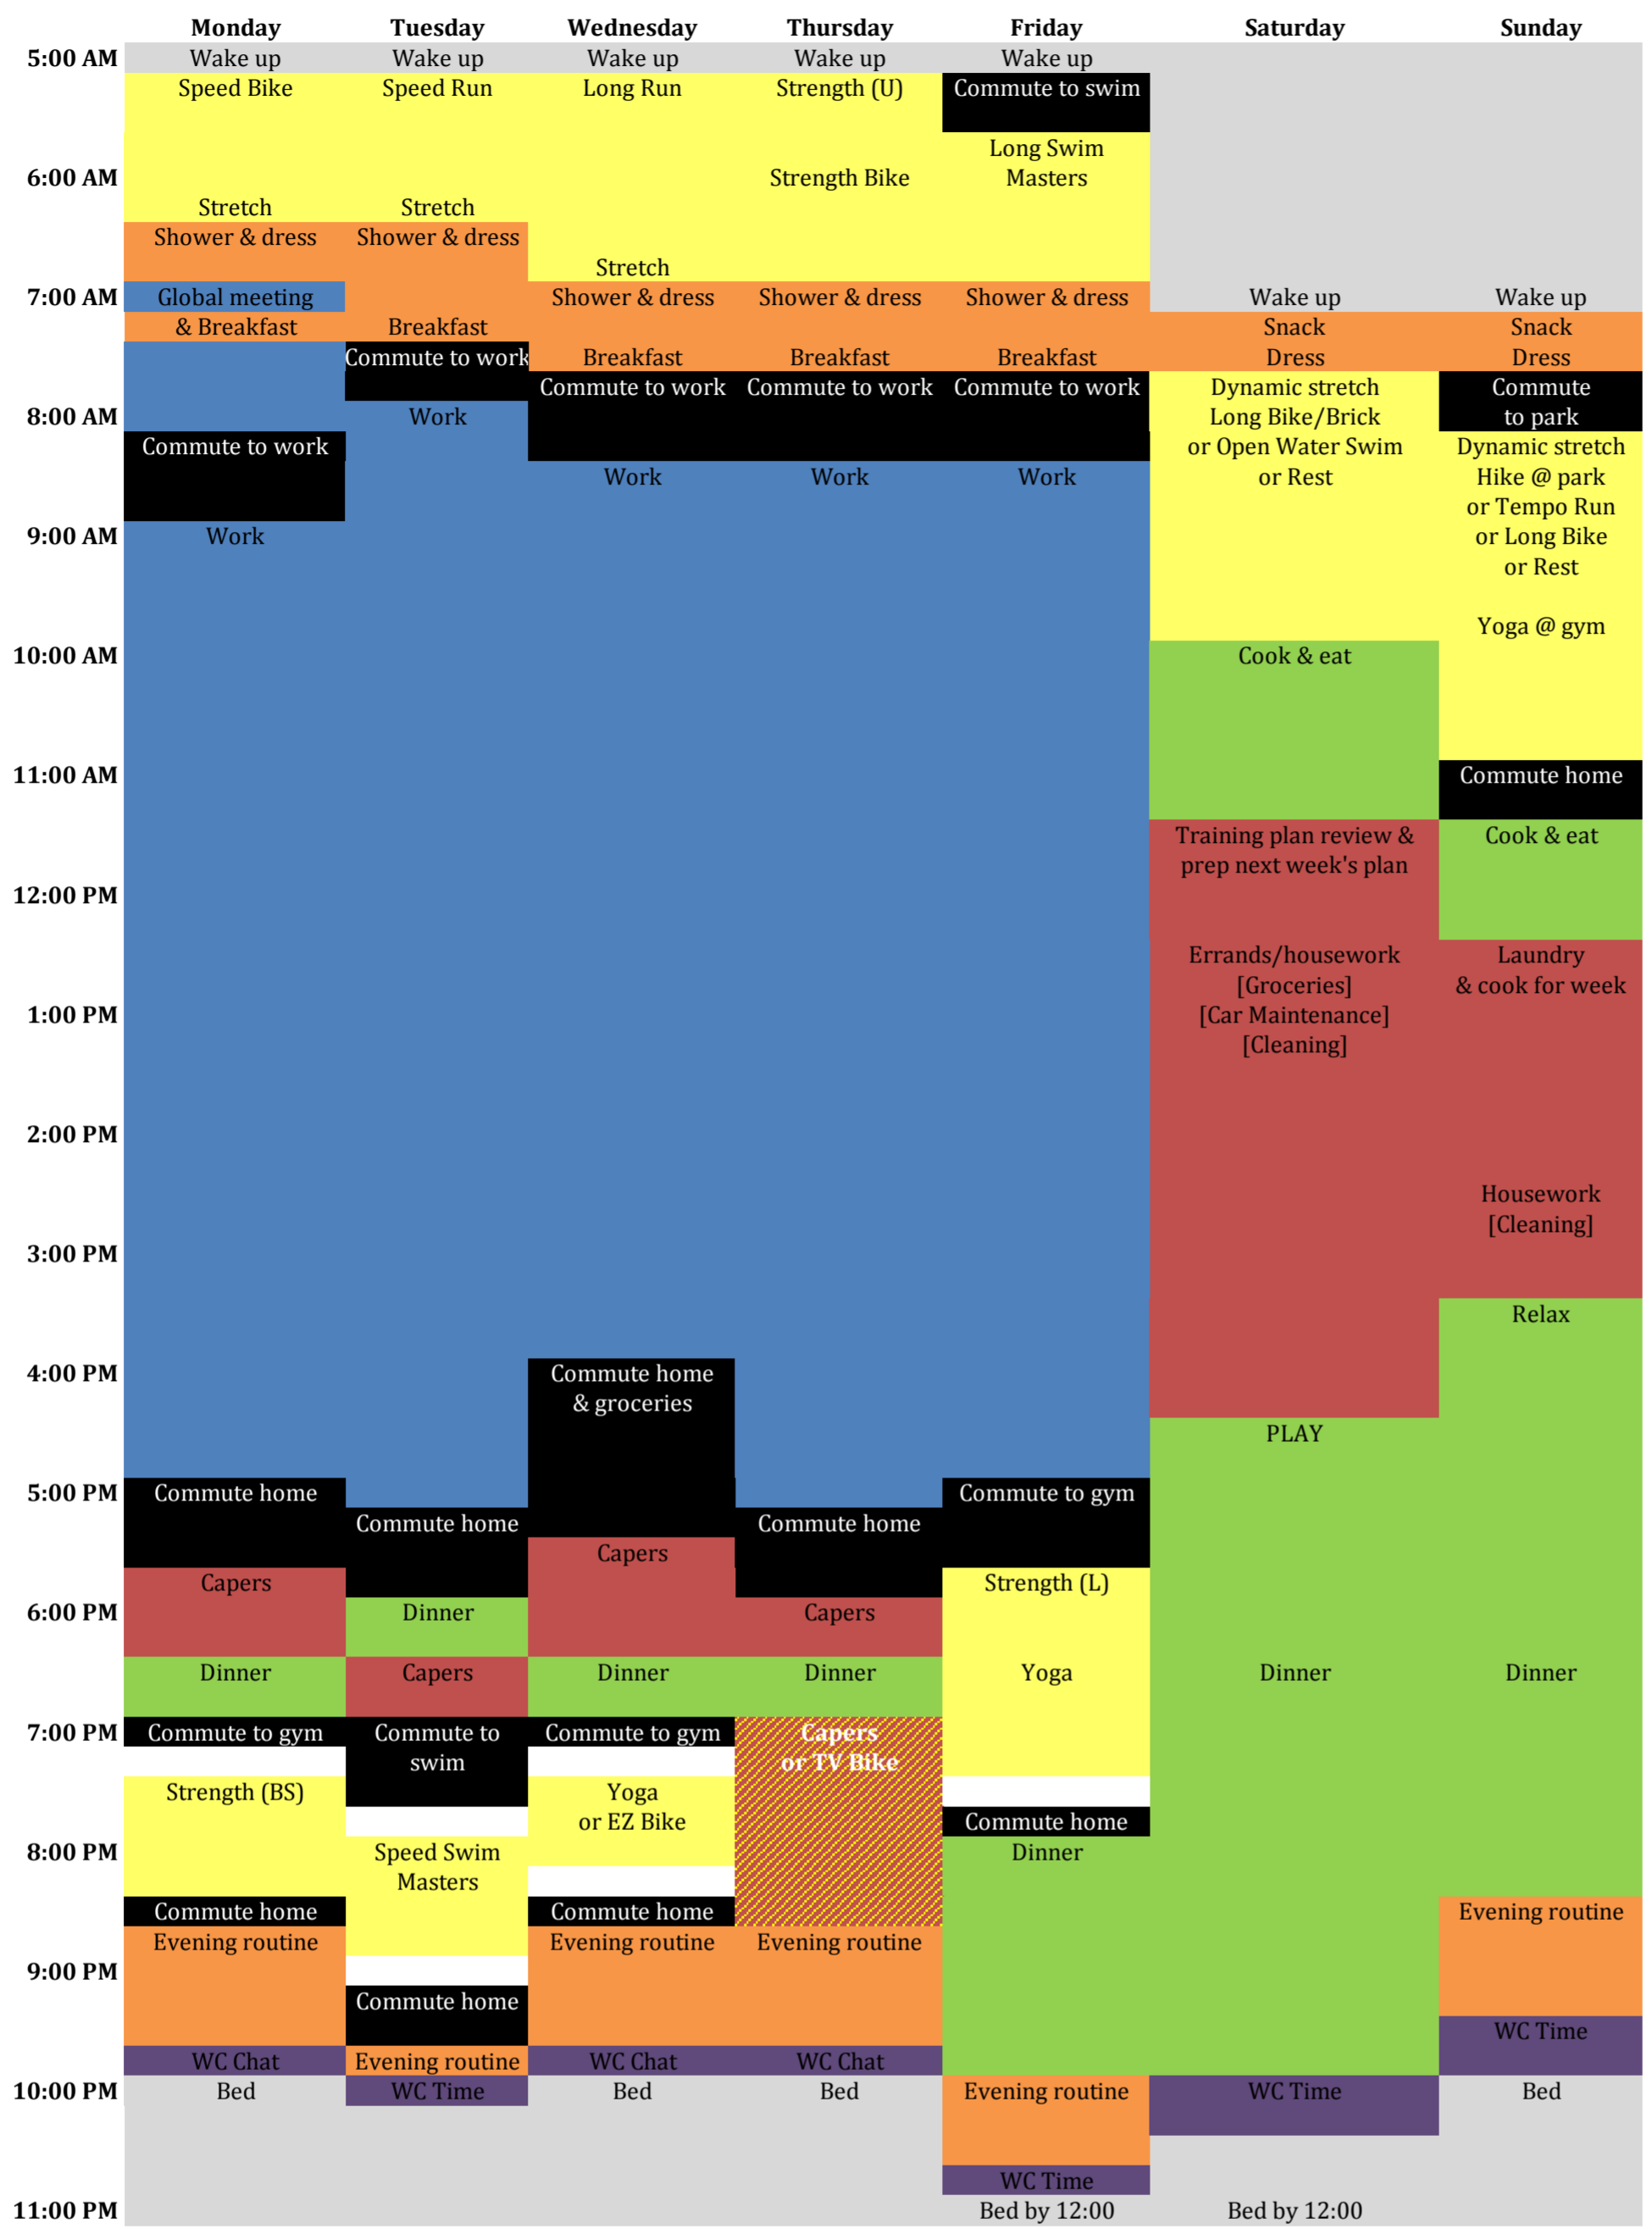 Monday Tuesday Wednesday Thursday Friday Saturday Sunday
5:00 AM Wake up Wake up Wake up Wake up Wake up
Speed Bike Speed Run Long Run Strength (U) Commute to swim
Long Swim
6:00 AM Strength Bike Masters
Stretch Stretch
Shower & dress Shower & dress
Stretch
7:00 AM Global meeting Shower & dress Shower & dress Shower & dress Wake up Wake up
& Breakfast Breakfast Snack Snack
Commute to work Breakfast Breakfast Breakfast Dress Dress
Commute to work Commute to work Commute to work Dynamic stretch Commute
8:00 AM Work Long Bike/Brick to park
Commute to work or Open Water Swim Dynamic stretch
Work Work Work or Rest Hike @ park
or Tempo Run
9:00 AM Work or Long Bike
or Rest
Yoga @ gym
10:00 AM Cook & eat
11:00 AM Commute home
Training plan review & Cook & eat
prep next week's plan
12:00 PM
Errands/housework Laundry
[Groceries] & cook for week
1:00 PM [Car Maintenance]
[Cleaning]
2:00 PM
Housework
[Cleaning]
3:00 PM
Relax
4:00 PM Commute home
& groceries
PLAY
5:00 PM Commute home Commute to gym
Commute home Commute home
Capers
Capers Strength (L)
6:00 PM Dinner Capers
Dinner Capers Dinner Dinner Yoga Dinner Dinner
7:00 PM Commute to gym Commute to Commute to gym Capers
swim or TV Bike
Strength (BS) Yoga
or EZ Bike Commute home
8:00 PM Speed Swim Dinner
Masters
Commute home Commute home Evening routine
Evening routine Evening routine Evening routine
9:00 PM
Commute home
WC Time
WC Chat Evening routine WC Chat WC Chat
10:00 PM Bed WC Time Bed Bed Evening routine WC Time Bed
WC Time
11:00 PM Bed by 12:00 Bed by 12:00